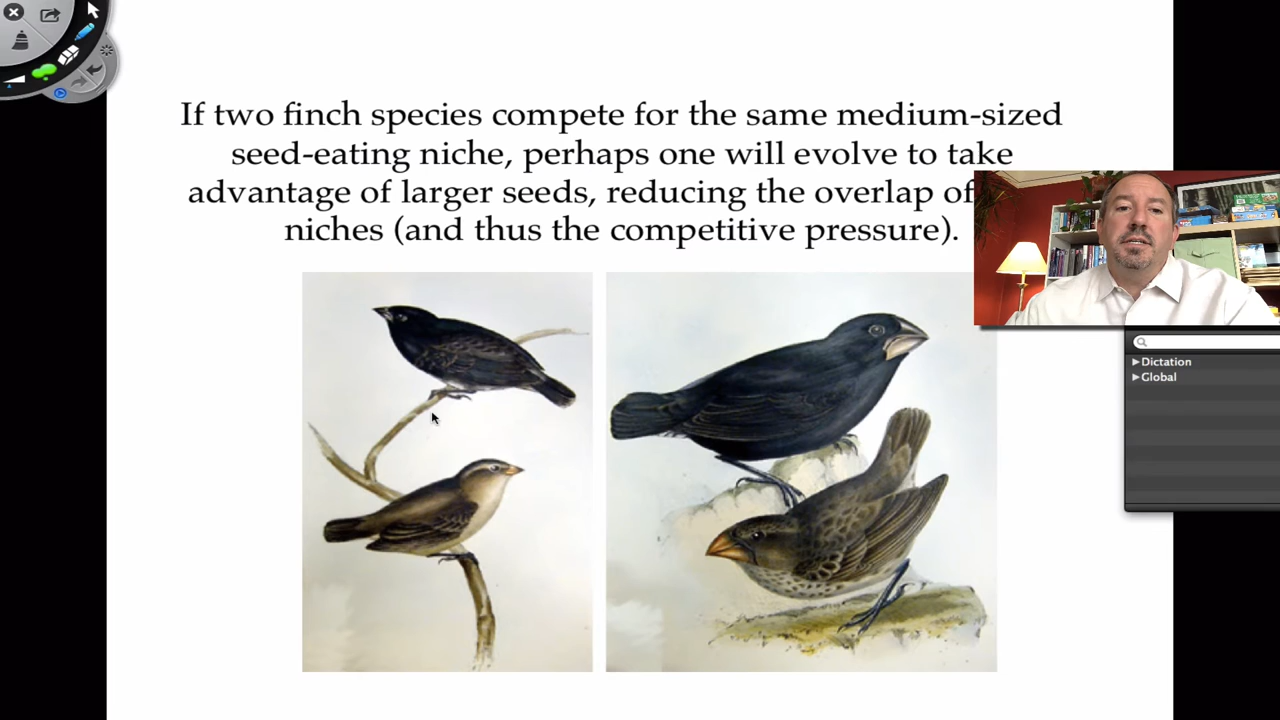 If two finch species compete for the same medium-sized
seed-eating niche, perhaps one will evolve to take
advantage of larger seeds, reducing the overlap of
niches (and thus the competitive pressure).
Dictation
Global